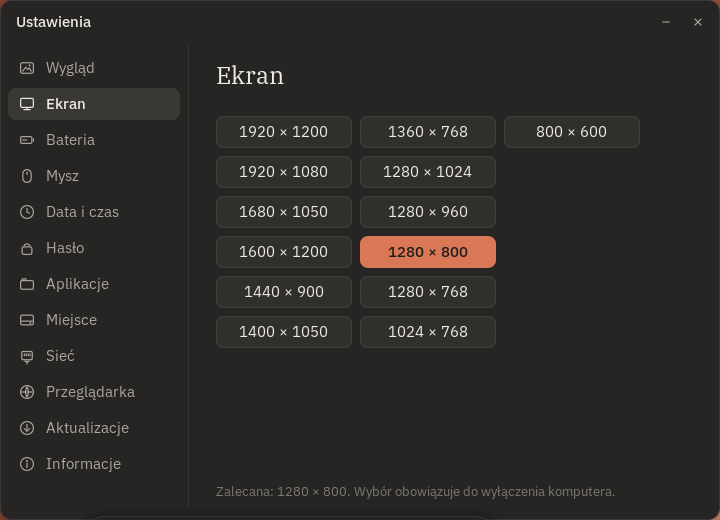 Ustawienia
Wygląd
Ekran
Bateria
Mysz
Data i czas
Hasło
Aplikacje
Miejsce
Sieć
Przeglądarka
Aktualizacje
Informacje
Ekran
1920 × 1200 1360 × 768 800 × 600
1920 × 1080 1280 × 1024
1680 × 1050 1280 × 960
1600 × 1200 1280 × 800
1440 × 900 1280 × 768
1400 × 1050 1024 × 768
Zalecana: 1280 × 800. Wybór obowiązuje do wyłączenia komputera.